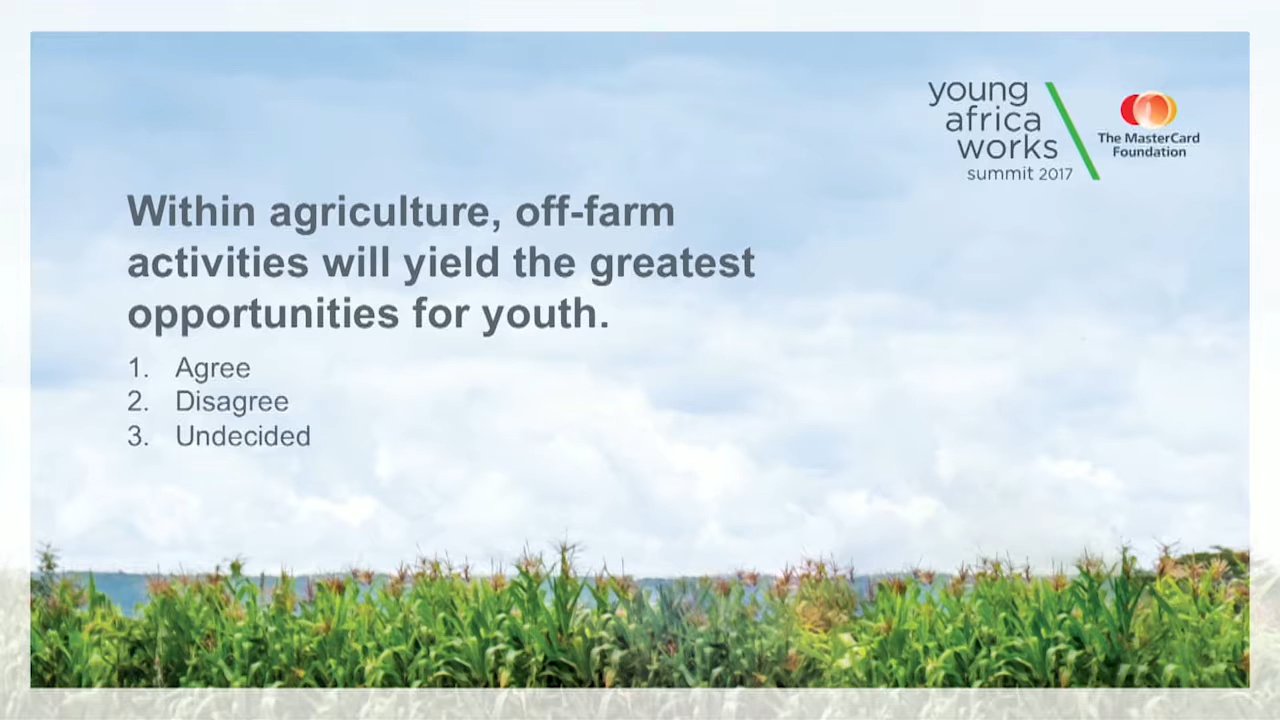 young
africa
works
summit 2017
The MasterCard
Foundation
Within agriculture, off-farm
activities will yield the greatest
opportunities for youth.
1. Agree
2. Disagree
3. Undecided